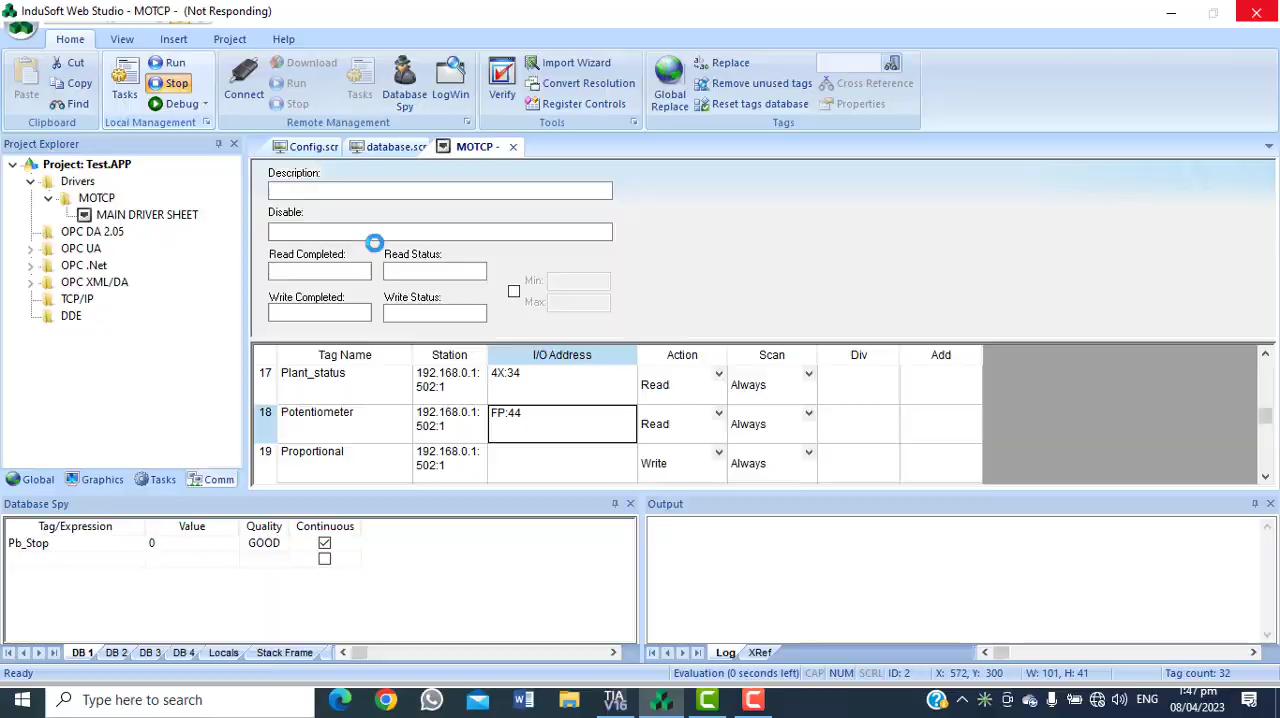 InduSoft Web Studio - MOTCP - (Not Responding)
Home View Insert Project Help
Paste
Cut
Copy
Find
Clipboard
Tasks
Run
Stop
Debug
Local Management
Connect
Download
Run
Stop
Tasks
Database Spy
LogWin
Remote Management
Verify
Import Wizard
Convert Resolution
Register Controls
Tools
Global Replace
Replace
Remove unused tags
Reset tags database
Cross Reference
Properties
Tags
Project Explorer
Project: Test.APP
Drivers
MOTCP
MAIN DRIVER SHEET
OPC DA 2.05
OPC UA
OPC .Net
OPC XML/DA
TCP/IP
DDE
Global Graphics Tasks Comm
Config.scr database.scr MOTCP -
Description:
Disable:
Read Completed: Read Status:
Write Completed: Write Status:
Min:
Max:
Tag Name Station I/O Address Action Scan Div Add
17 Plant_status 192.168.0.1:502:1 4X:34 Read Always
18 Potentiometer 192.168.0.1:502:1 FP:44 Read Always
19 Proportional 192.168.0.1:502:1 Write Always
Database Spy
Tag/Expression Value Quality Continuous
Pb_Stop 0 GOOD
DB 1 DB 2 DB 3 DB 4 Locals Stack Frame
Output
Log XRef
Ready Evaluation (0 seconds left) CAP NUM SCRL ID: 2 X: 572, Y: 300 W: 101, H: 41 Tag count: 32
Type here to search
TIA V16
ENG
1:47 pm
08/04/2023